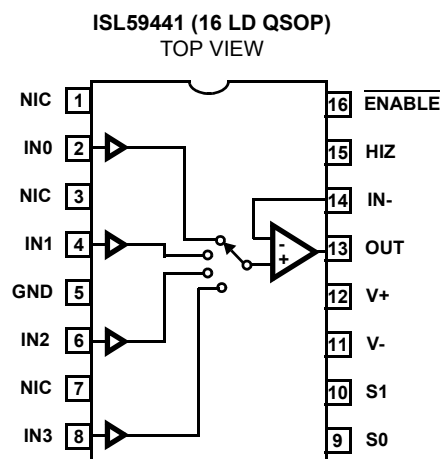 ISL59441 (16 LD QSOP)
TOP VIEW
NIC 1
IN0 2
NIC 3
IN1 4
GND 5
IN2 6
NIC 7
IN3 8
16 ENABLE
15 HIZ
14 IN-
13 OUT
12 V+
11 V-
10 S1
9 S0
-
+